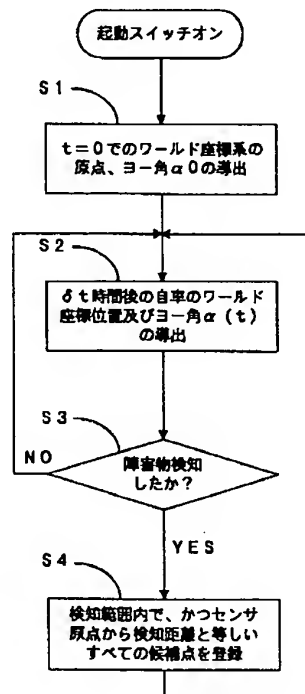 起動スイッチオン
S1
t=0でのワールド座標系の
原点、ヨー角α0の導出
S2
δt時間後の自率のワールド
座標位置及びヨー角α(t)
の導出
S3
障害物検知
したか?
NO
YES
S4
検知範囲内で、かつセンサ
原点から検知距離と等しい
すべての候補点を登録